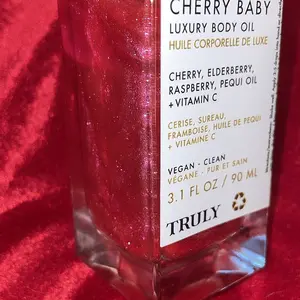 CHERRY BABY
LUXURY BODY OIL
HUILE CORPORELLE DE LUXE
CHERRY, ELDERBERRY,
RASPBERRY, PEQUI OIL
+ VITAMIN C
CERISE, SUREAU,
FRAMBOISE, HUILE DE PEQUI
+ VITAMINE C
VEGAN · CLEAN
VÉGANE · PUR ET SAIN
3.1 FL OZ / 90 ML
TRULY